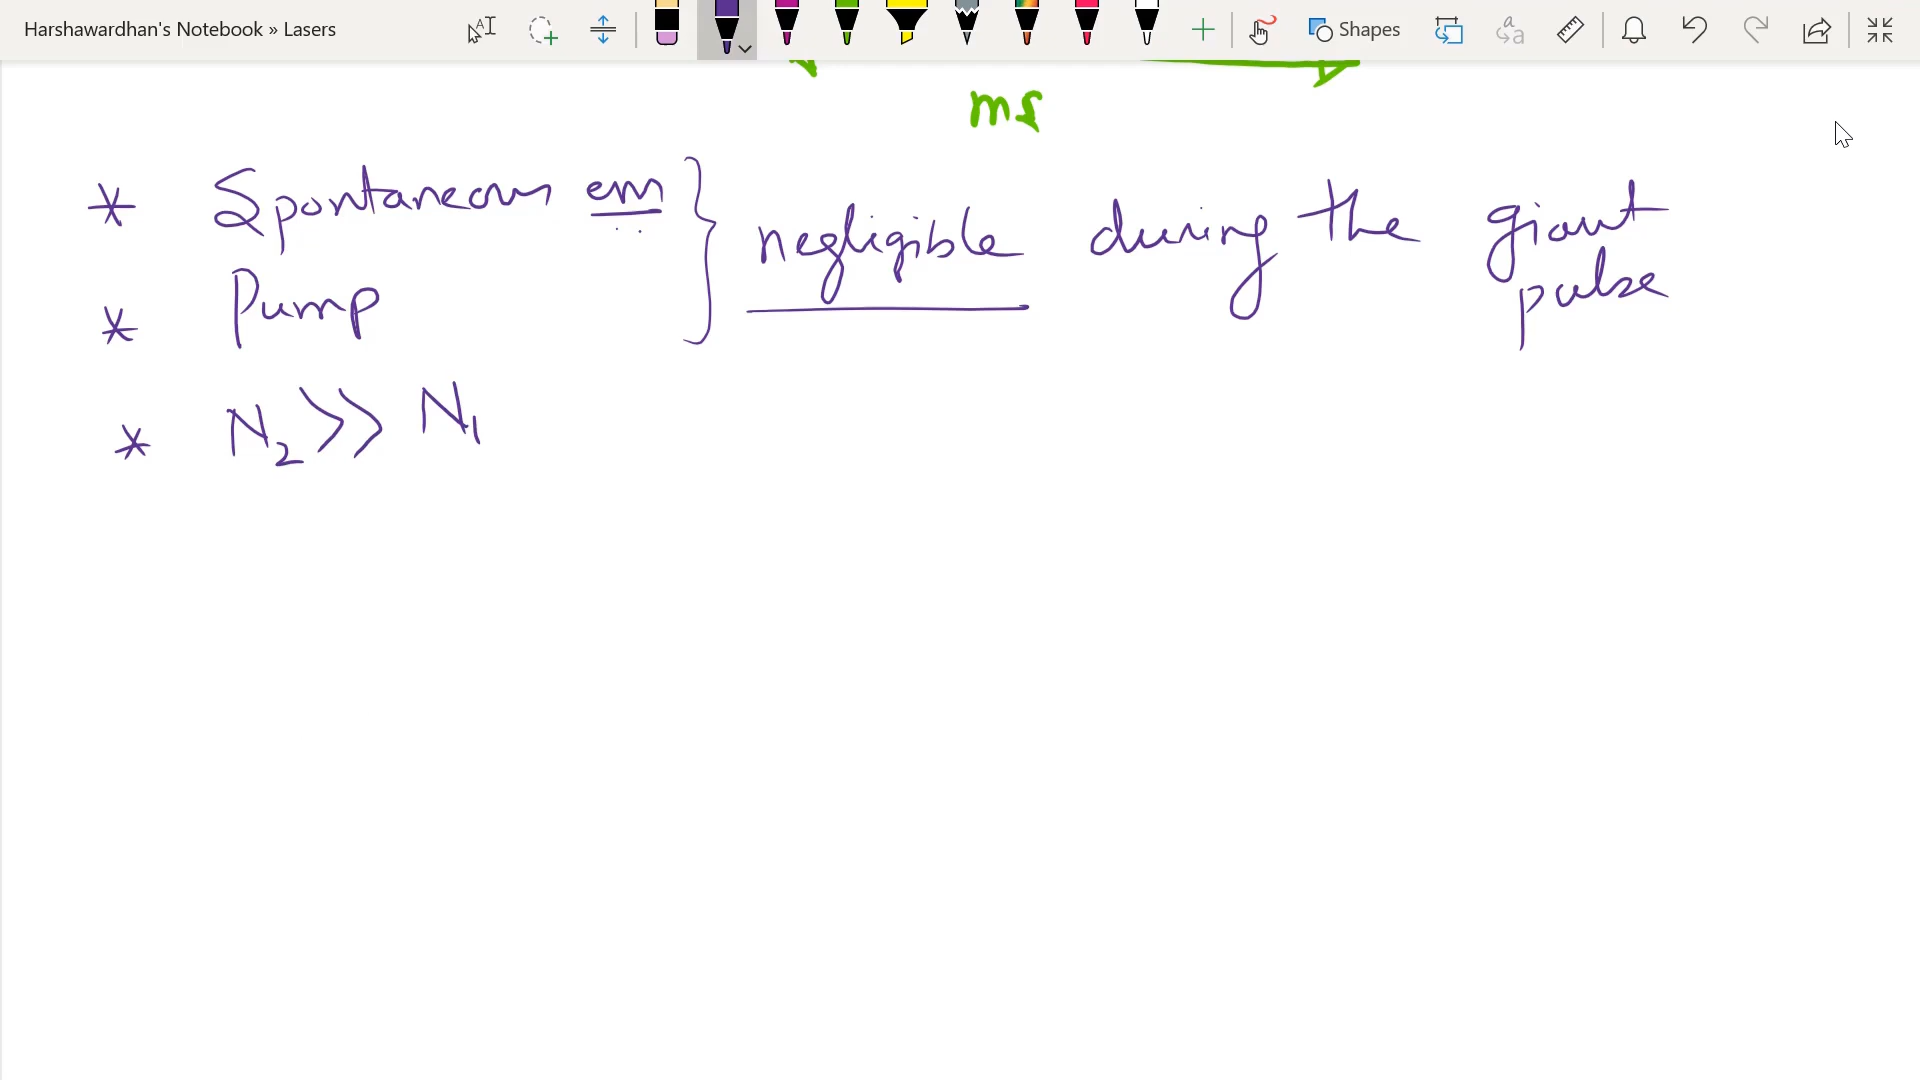 Harshawardhan's Notebook » Lasers
Shapes
ms
* Spontaneous em } negligible during the giant pulse
* Pump
* N₂ >> N₁